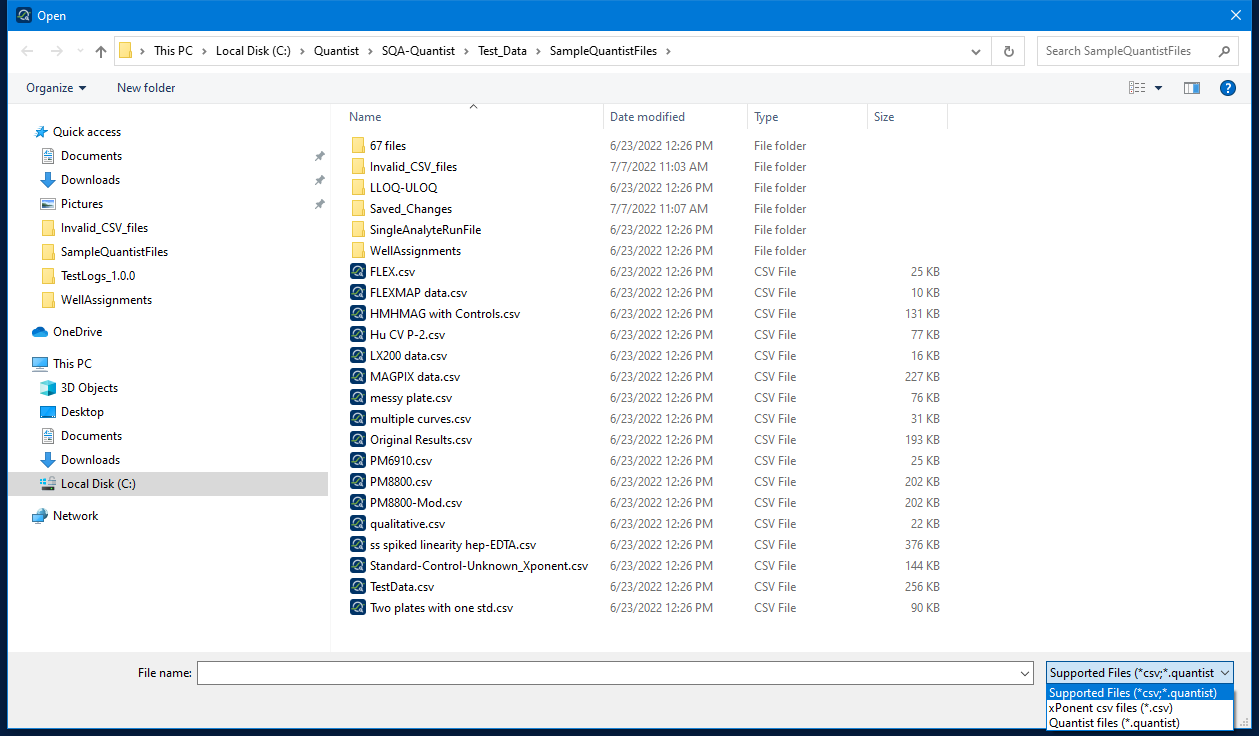 Open
This PC > Local Disk (C:) > Quantist > SQA-Quantist > Test_Data > SampleQuantistFiles >
Search SampleQuantistFiles
Organize New folder
Quick access
Documents
Downloads
Pictures
Invalid_CSV_files
SampleQuantistFiles
TestLogs_1.0.0
WellAssignments
OneDrive
This PC
3D Objects
Desktop
Documents
Downloads
Local Disk (C:)
Network
Name Date modified Type Size
67 files 6/23/2022 12:26 PM File folder
Invalid_CSV_files 7/7/2022 11:03 AM File folder
LLOQ-ULOQ 6/23/2022 12:26 PM File folder
Saved_Changes 7/7/2022 11:07 AM File folder
SingleAnalyteRunFile 6/23/2022 12:26 PM File folder
WellAssignments 6/23/2022 12:26 PM File folder
FLEX.csv 6/23/2022 12:26 PM CSV File 25 KB
FLEXMAP data.csv 6/23/2022 12:26 PM CSV File 10 KB
HMHMAG with Controls.csv 6/23/2022 12:26 PM CSV File 131 KB
Hu CV P-2.csv 6/23/2022 12:26 PM CSV File 77 KB
LX200 data.csv 6/23/2022 12:26 PM CSV File 16 KB
MAGPIX data.csv 6/23/2022 12:26 PM CSV File 227 KB
messy plate.csv 6/23/2022 12:26 PM CSV File 76 KB
multiple curves.csv 6/23/2022 12:26 PM CSV File 31 KB
Original Results.csv 6/23/2022 12:26 PM CSV File 193 KB
PM6910.csv 6/23/2022 12:26 PM CSV File 25 KB
PM8800.csv 6/23/2022 12:26 PM CSV File 202 KB
PM8800-Mod.csv 6/23/2022 12:26 PM CSV File 202 KB
qualitative.csv 6/23/2022 12:26 PM CSV File 22 KB
ss spiked linearity hep-EDTA.csv 6/23/2022 12:26 PM CSV File 376 KB
Standard-Control-Unknown_Xponent.csv 6/23/2022 12:26 PM CSV File 144 KB
TestData.csv 6/23/2022 12:26 PM CSV File 256 KB
Two plates with one std.csv 6/23/2022 12:26 PM CSV File 90 KB
File name:
Supported Files (*csv;*.quantist
Supported Files (*csv;*.quantist)
xPonent csv files (*.csv)
Quantist files (*.quantist)